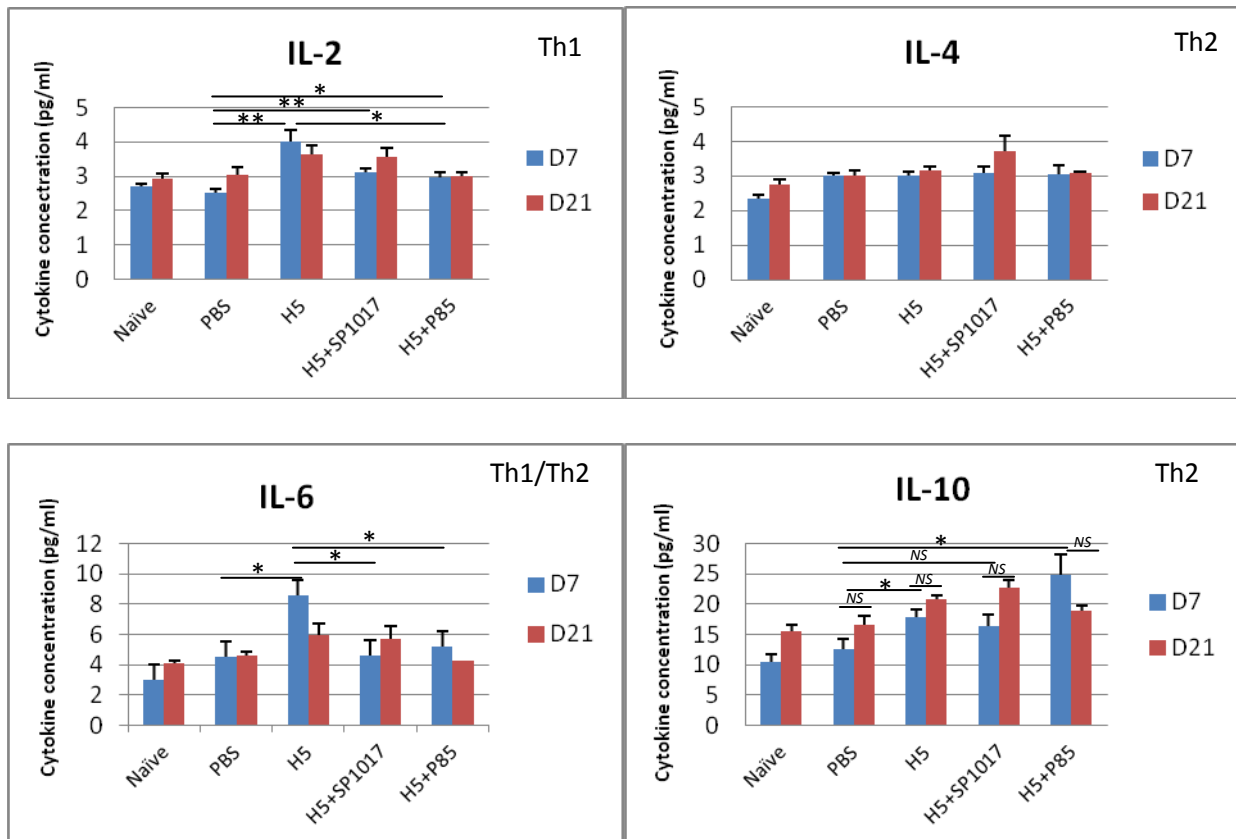 IL-2
Th1
Cytokine concectration (pg/ml)
*
**
** *
5
4
3
2
1
0
D7
D21
Naïve
PBS
H5
H5+SP1017
H5+P85
IL-4
Th2
Cytokine concentration (pg/ml)
5
4
3
2
1
0
D7
D21
Naïve
PBS
H5
H5+SP1017
H5+P85
IL-6
Th1/Th2
Cytokine concentration (pg/ml)
*
*
*
12
10
8
6
4
2
0
D7
D21
Naïve
PBS
H5
H5+SP1017
H5+P85
IL-10
Th2
Cytokine concentration (pg/ml)
*
NS
NS
NS
NS
*
NS
30
25
20
15
10
5
0
D7
D21
Naïve
PBS
H5
H5+SP1017
H5+P85